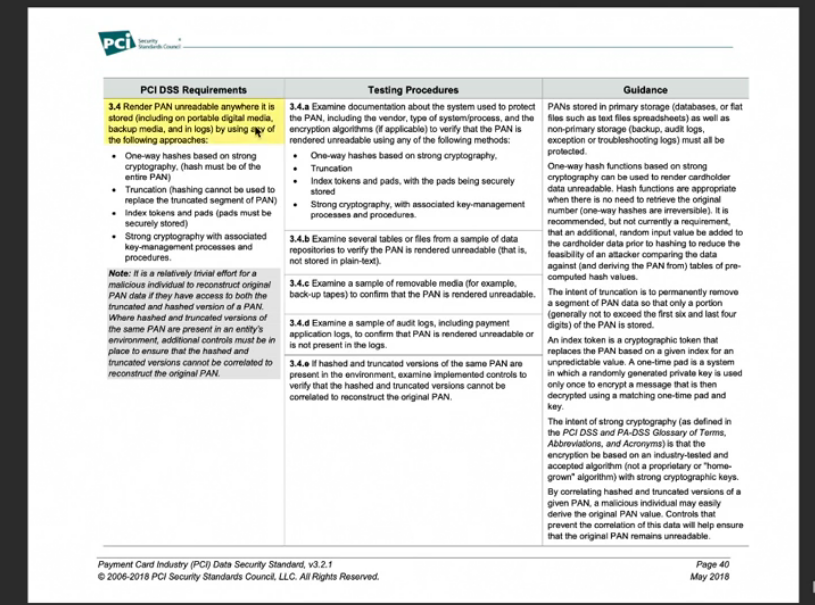 PCI Security
Standards Council
PCI DSS Requirements
3.4 Render PAN unreadable anywhere it is
stored (including on portable digital media,
backup media, and in logs) by using any of
the following approaches:
• One-way hashes based on strong
cryptography, (hash must be of the
entire PAN)
• Truncation (hashing cannot be used to
replace the truncated segment of PAN)
• Index tokens and pads (pads must be
securely stored)
• Strong cryptography with associated
key-management processes and
procedures.
Note: It is a relatively trivial effort for a
malicious individual to reconstruct original
PAN data if they have access to both the
truncated and hashed version of a PAN.
Where hashed and truncated versions of
the same PAN are present in an entity's
environment, additional controls must be in
place to ensure that the hashed and
truncated versions cannot be correlated to
reconstruct the original PAN.
Testing Procedures
3.4.a Examine documentation about the system used to protect
the PAN, including the vendor, type of system/process, and the
encryption algorithms (if applicable) to verify that the PAN is
rendered unreadable using any of the following methods:
• One-way hashes based on strong cryptography,
• Truncation
• Index tokens and pads, with the pads being securely
stored
• Strong cryptography, with associated key-management
processes and procedures.
3.4.b Examine several tables or files from a sample of data
repositories to verify the PAN is rendered unreadable (that is,
not stored in plain-text).
3.4.c Examine a sample of removable media (for example,
back-up tapes) to confirm that the PAN is rendered unreadable.
3.4.d Examine a sample of audit logs, including payment
application logs, to confirm that PAN is rendered unreadable or
is not present in the logs.
3.4.e If hashed and truncated versions of the same PAN are
present in the environment, examine implemented controls to
verify that the hashed and truncated versions cannot be
correlated to reconstruct the original PAN.
Guidance
PANs stored in primary storage (databases, or flat
files such as text files spreadsheets) as well as
non-primary storage (backup, audit logs,
exception or troubleshooting logs) must all be
protected.
One-way hash functions based on strong
cryptography can be used to render cardholder
data unreadable. Hash functions are appropriate
when there is no need to retrieve the original
number (one-way hashes are irreversible). It is
recommended, but not currently a requirement,
that an additional, random input value be added to
the cardholder data prior to hashing to reduce the
feasibility of an attacker comparing the data
against (and deriving the PAN from) tables of pre-
computed hash values.
The intent of truncation is to permanently remove
a segment of PAN data so that only a portion
(generally not to exceed the first six and last four
digits) of the PAN is stored.
An index token is a cryptographic token that
replaces the PAN based on a given index for an
unpredictable value. A one-time pad is a system
in which a randomly generated private key is used
only once to encrypt a message that is then
decrypted using a matching one-time pad and
key.
The intent of strong cryptography (as defined in
the PCI DSS and PA-DSS Glossary of Terms,
Abbreviations, and Acronyms) is that the
encryption be based on an industry-tested and
accepted algorithm (not a proprietary or "home-
grown" algorithm) with strong cryptographic keys.
By correlating hashed and truncated versions of a
given PAN, a malicious individual may easily
derive the original PAN value. Controls that
prevent the correlation of this data will help ensure
that the original PAN remains unreadable.
Payment Card Industry (PCI) Data Security Standard, v3.2.1
© 2006-2018 PCI Security Standards Council, LLC. All Rights Reserved.
Page 40
May 2018